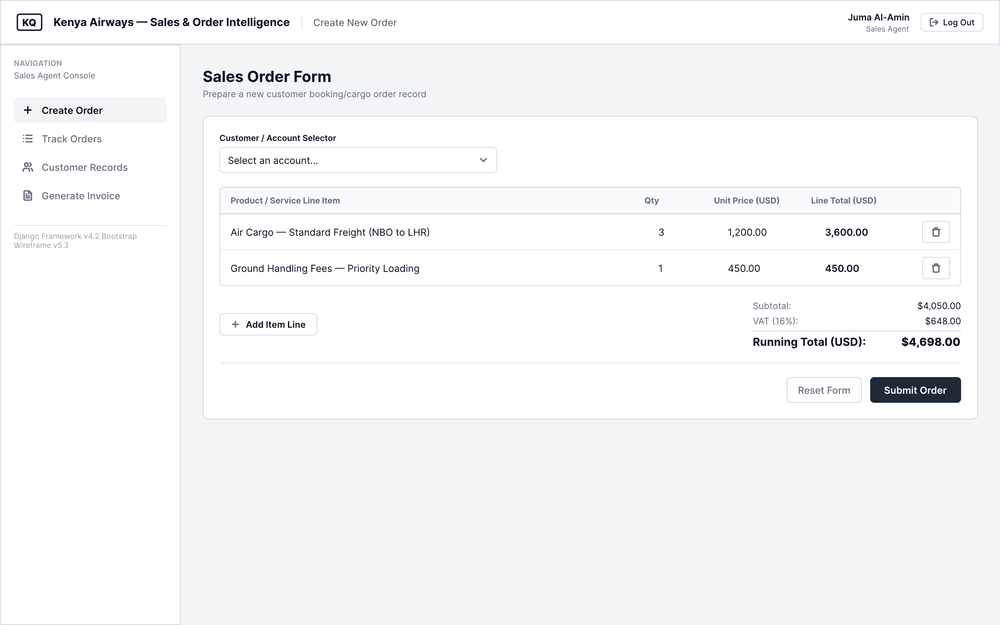 KQ Kenya Airways — Sales & Order Intelligence Create New Order
Juma Al-Amin
Sales Agent
Log Out
NAVIGATION
Sales Agent Console
Create Order
Track Orders
Customer Records
Generate Invoice
Django Framework v4.2 Bootstrap
Wireframe v5.3
Sales Order Form
Prepare a new customer booking/cargo order record
Customer / Account Selector
Select an account...
Product / Service Line Item Qty Unit Price (USD) Line Total (USD)
Air Cargo — Standard Freight (NBO to LHR) 3 1,200.00 3,600.00
Ground Handling Fees — Priority Loading 1 450.00 450.00
Add Item Line
Subtotal: $4,050.00
VAT (16%): $648.00
Running Total (USD): $4,698.00
Reset Form Submit Order